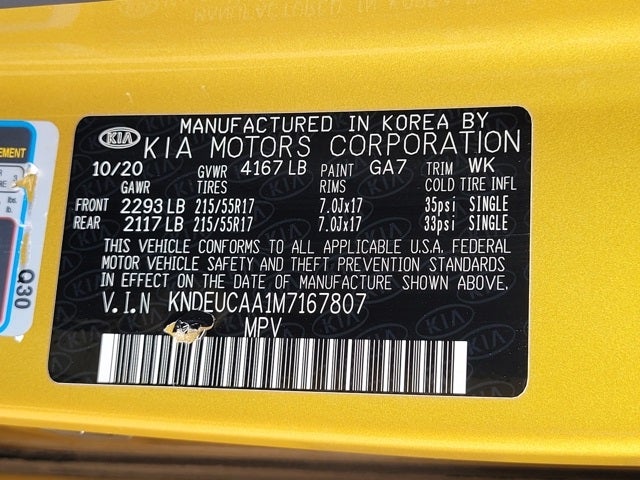 MANUFACTURED IN KOREA BY
KIA KIA MOTORS CORPORATION
10/20 GVWR 4167 LB PAINT GA7 TRIM WK
GAWR TIRES RIMS COLD TIRE INFL
FRONT 2293 LB 215/55R17 7.0Jx17 35psi SINGLE
REAR 2117 LB 215/55R17 7.0Jx17 33psi SINGLE
THIS VEHICLE CONFORMS TO ALL APPLICABLE U.S.A. FEDERAL
MOTOR VEHICLE SAFETY AND THEFT PREVENTION STANDARDS
IN EFFECT ON THE DATE OF MANUFACTURE SHOWN ABOVE.
V.I.N KNDEUCAA1M7167807
MPV
Q30